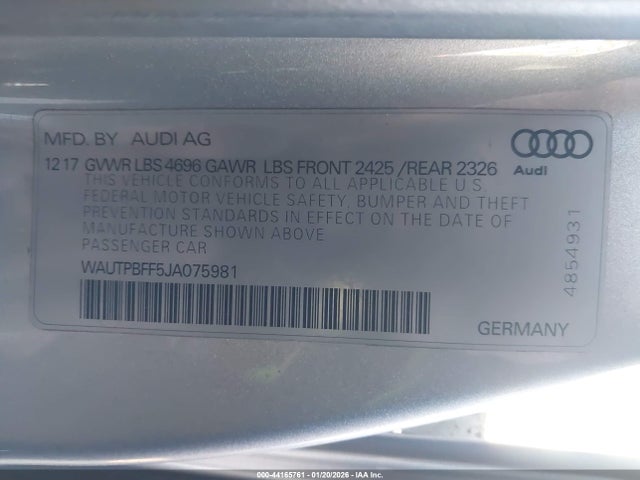 MFD. BY AUDI AG
Audi
12 17 GVWR LBS 4696 GAWR LBS FRONT 2425 /REAR 2326
THIS VEHICLE CONFORMS TO ALL APPLICABLE U.S.
FEDERAL MOTOR VEHICLE SAFETY, BUMPER AND THEFT
PREVENTION STANDARDS IN EFFECT ON THE DATE OF
MANUFACTURE SHOWN ABOVE
PASSENGER CAR
WAUTPBFF5JA075981
4854931
GERMANY
000-44165761 - 01/20/2026 - IAA Inc.